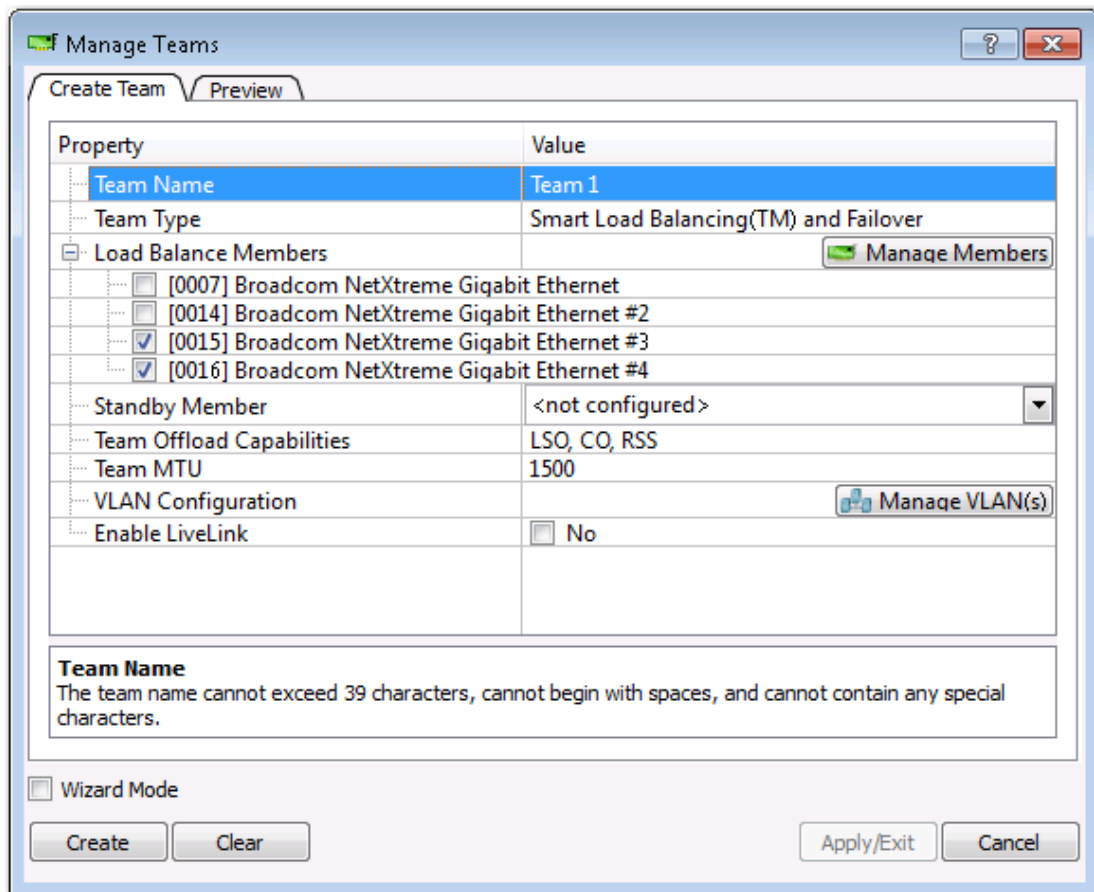 Manage Teams
Create Team Preview
Property Value
Team Name Team 1
Team Type Smart Load Balancing(TM) and Failover
Load Balance Members Manage Members
[0007] Broadcom NetXtreme Gigabit Ethernet
[0014] Broadcom NetXtreme Gigabit Ethernet #2
[0015] Broadcom NetXtreme Gigabit Ethernet #3
[0016] Broadcom NetXtreme Gigabit Ethernet #4
Standby Member <not configured>
Team Offload Capabilities LSO, CO, RSS
Team MTU 1500
VLAN Configuration Manage VLAN(s)
Enable LiveLink No
Team Name
The team name cannot exceed 39 characters, cannot begin with spaces, and cannot contain any special
characters.
Wizard Mode
Create Clear Apply/Exit Cancel